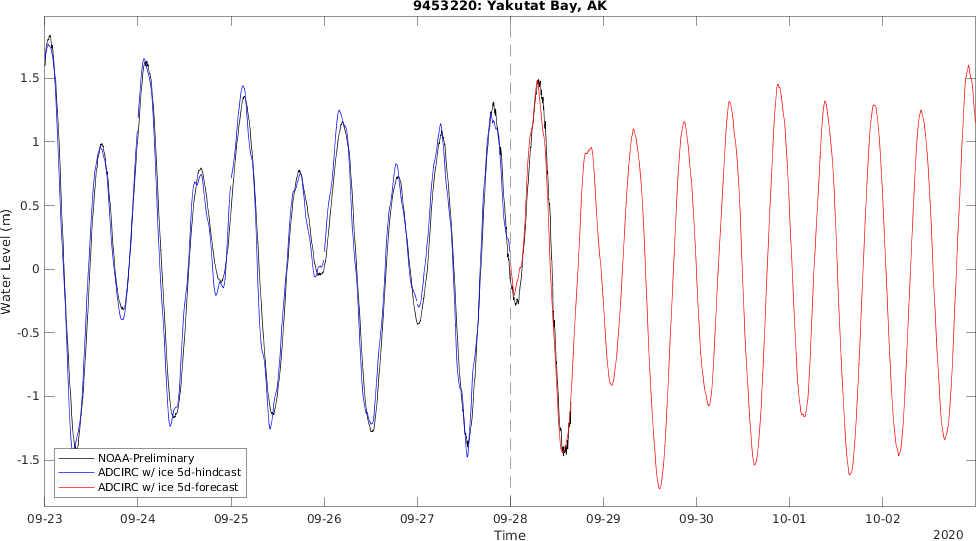 9453220: Yakutat Bay, AK
Water Level (m)
1.5
1
0.5
0
-0.5
-1
-1.5
NOAA-Preliminary
ADCIRC w/ ice 5d-hindcast
ADCIRC w/ ice 5d-forecast
09-23 09-24 09-25 09-26 09-27 09-28 09-29 09-30 10-01 10-02
Time
2020